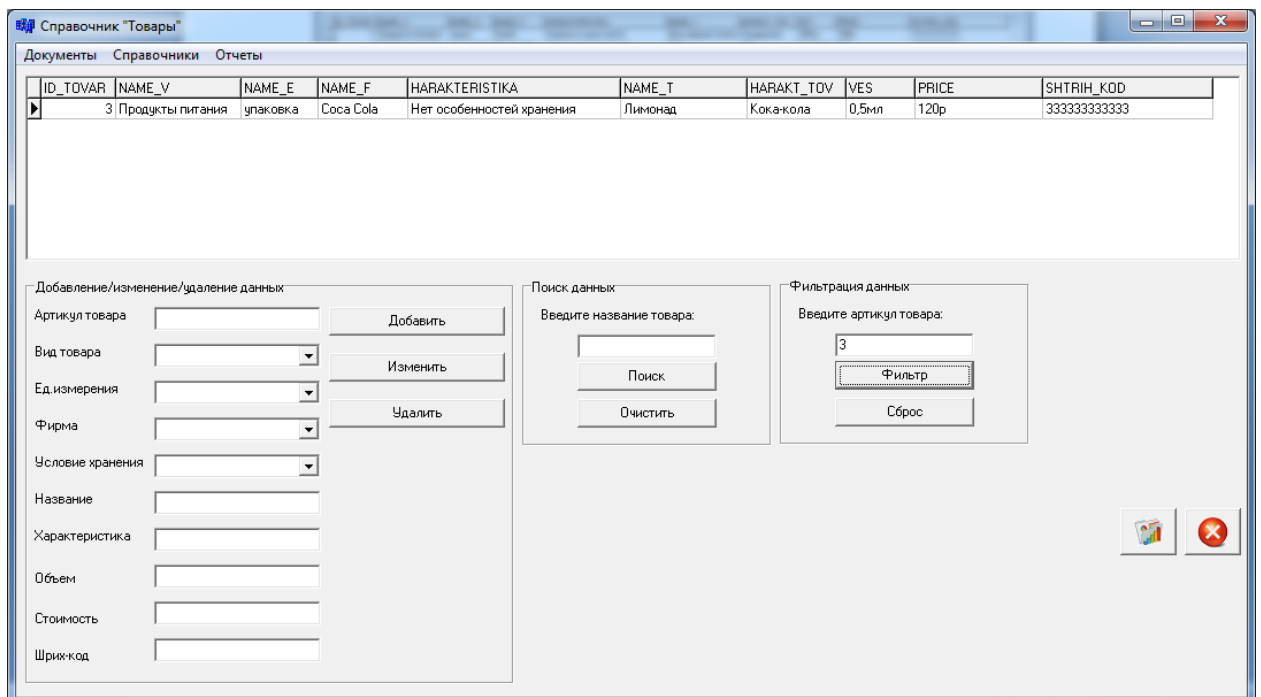 Справочник "Товары"
Документы Справочники Отчеты
ID_TOVAR NAME_V NAME_E NAME_F HARAKTERISTIKA NAME_T HARAKT_TOV VES PRICE SHTRIH_KOD
3 Продукты питания упаковка Coca Cola Нет особенностей хранения Лимонад Кока-кола 0,5мл 120р 333333333333
Добавление/изменение/удаление данных
Артикул товара
Добавить
Вид товара
Изменить
Ед.измерения
Удалить
Фирма
Условие хранения
Название
Характеристика
Объем
Стоимость
Шрих-код
Поиск данных
Введите название товара:
Поиск
Очистить
Фильтрация данных
Введите артикул товара:
3
Фильтр
Сброс